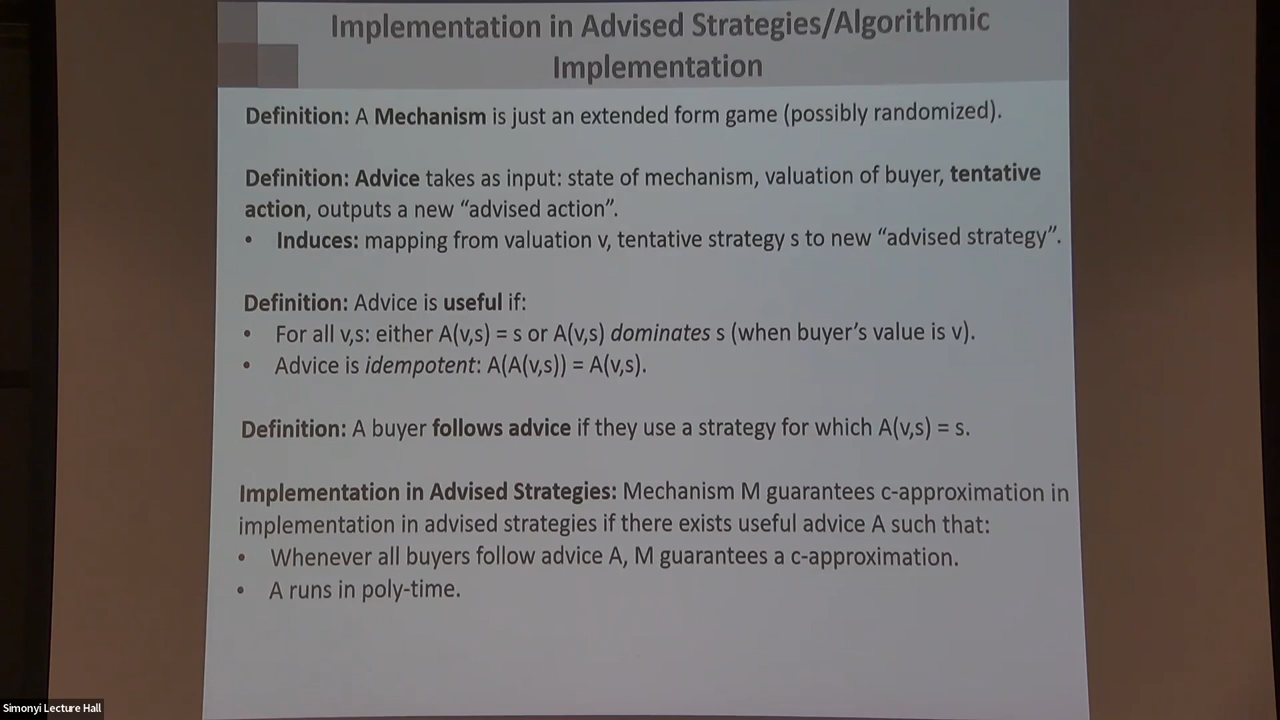 Implementation in Advised Strategies/Algorithmic
Implementation
Definition: A Mechanism is just an extended form game (possibly randomized).
Definition: Advice takes as input: state of mechanism, valuation of buyer, tentative
action, outputs a new “advised action”.
• Induces: mapping from valuation v, tentative strategy s to new “advised strategy”.
Definition: Advice is useful if:
• For all v,s: either A(v,s) = s or A(v,s) dominates s (when buyer’s value is v).
• Advice is idempotent: A(A(v,s)) = A(v,s).
Definition: A buyer follows advice if they use a strategy for which A(v,s) = s.
Implementation in Advised Strategies: Mechanism M guarantees c-approximation in
implementation in advised strategies if there exists useful advice A such that:
• Whenever all buyers follow advice A, M guarantees a c-approximation.
• A runs in poly-time.
Simonyi Lecture Hall